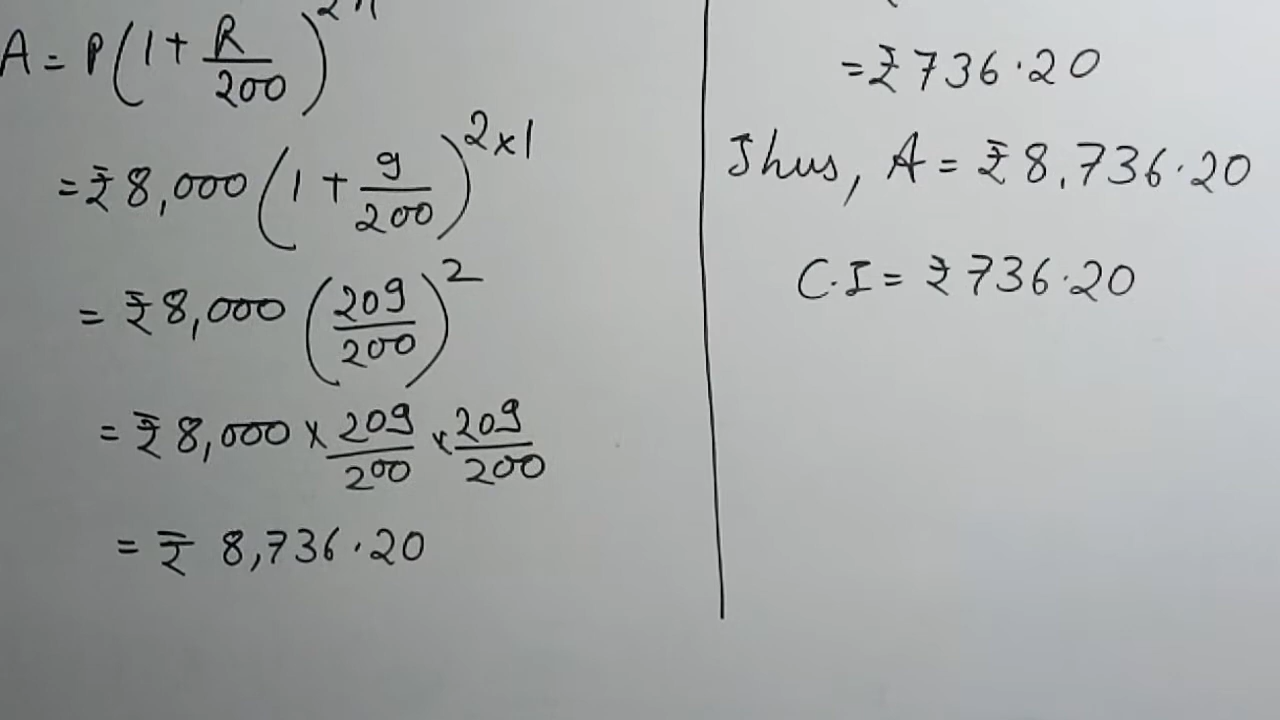 A = P(1 + R/200)^2n
= ₹8,000(1 + 9/200)^2×1
= ₹8,000(209/200)^2
= ₹8,000 × 209/200 × 209/200
= ₹ 8,736.20
= ₹736.20
Thus, A = ₹8,736.20
C.I = ₹736.20